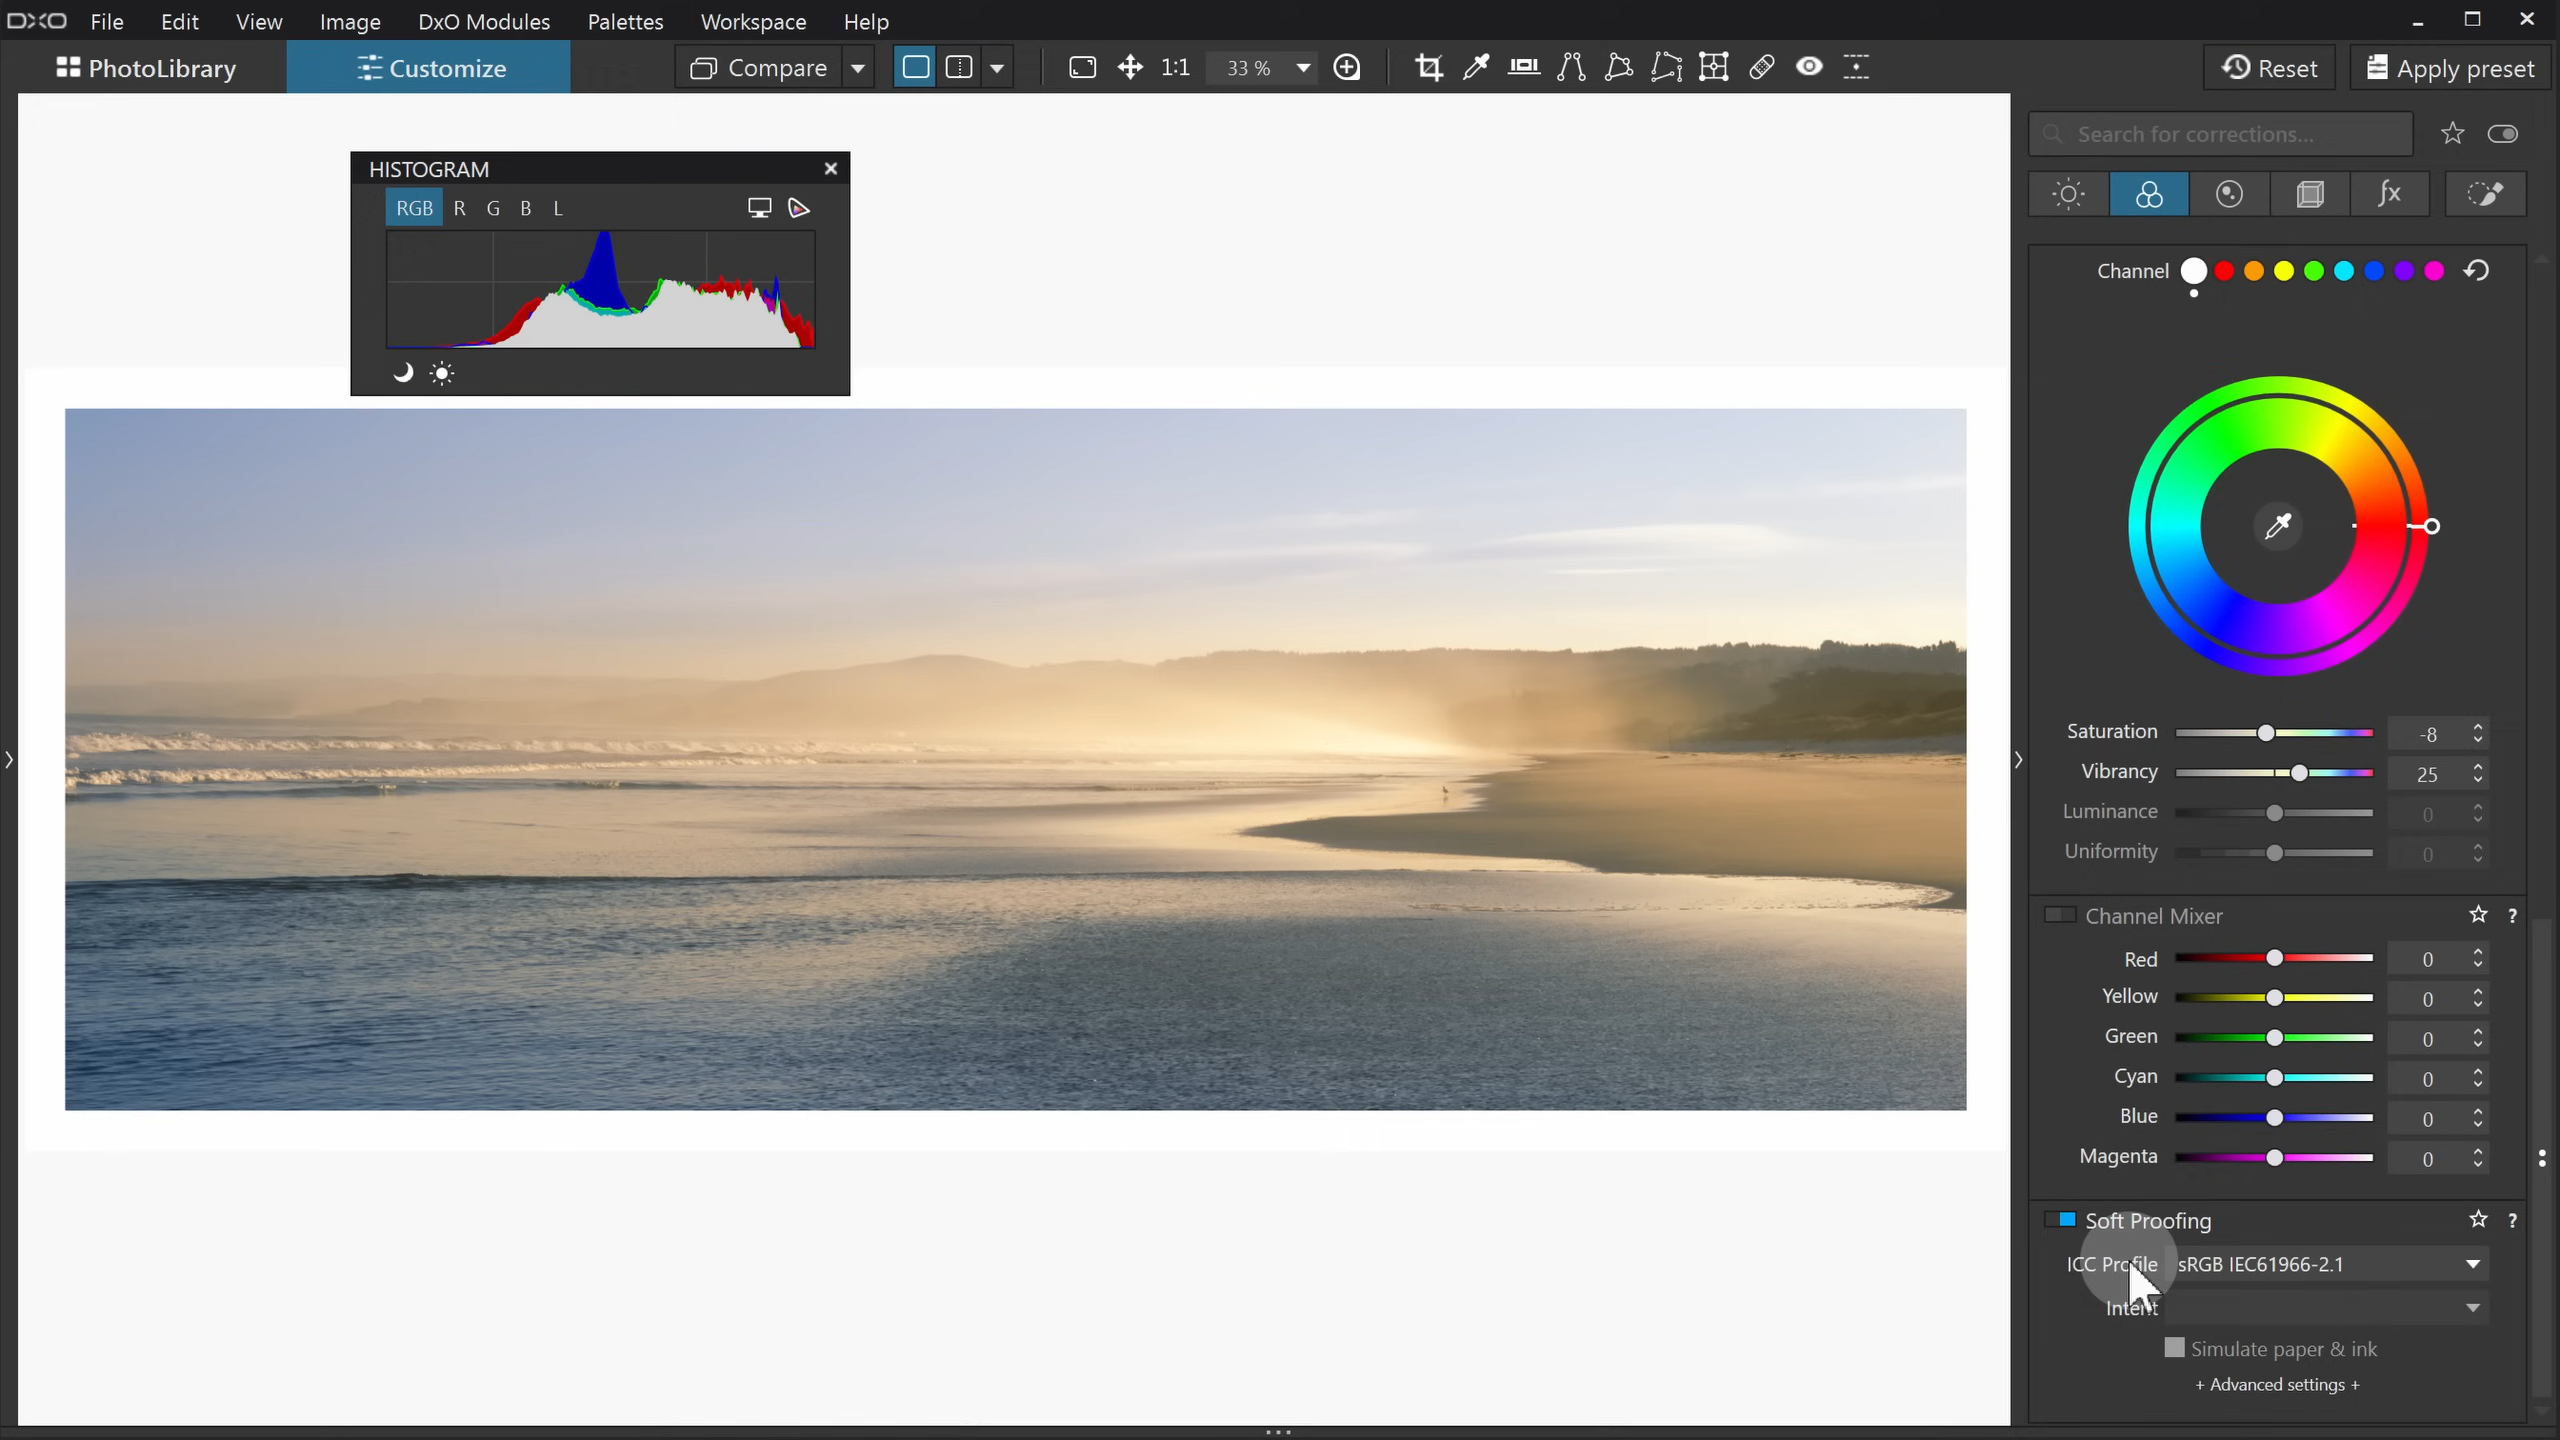 DXO File Edit View Image DxO Modules Palettes Workspace Help
PhotoLibrary Customize Compare 1:1 33 % Reset Apply preset
Search for corrections...
HISTOGRAM
RGB R G B L
fx
Channel
Saturation -8
Vibrancy 25
Luminance 0
Uniformity 0
Channel Mixer ?
Red 0
Yellow 0
Green 0
Cyan 0
Blue 0
Magenta 0
Soft Proofing ?
ICC Profile sRGB IEC61966-2.1
Intent
Simulate paper & ink
+ Advanced settings +